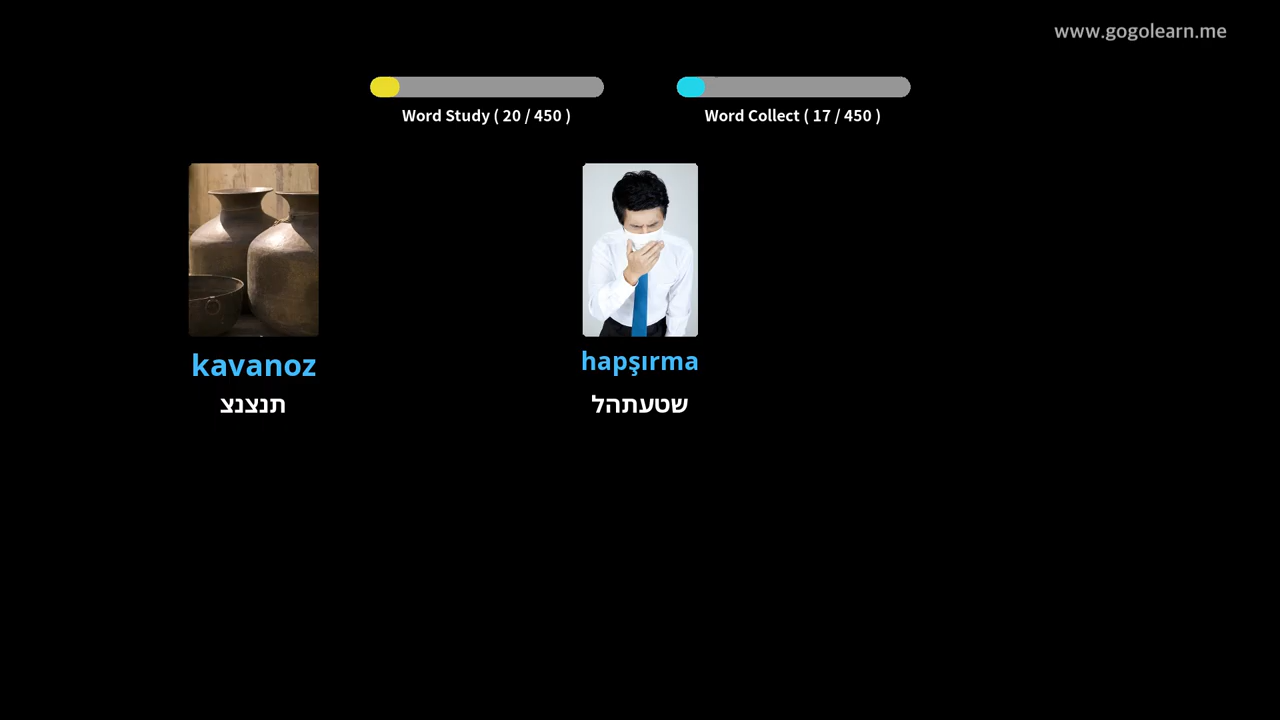 www.gogolearn.me
Word Study ( 20 / 450 )
Word Collect ( 17 / 450 )
kavanoz
תנצנצ
hapşırma
שטעתהל